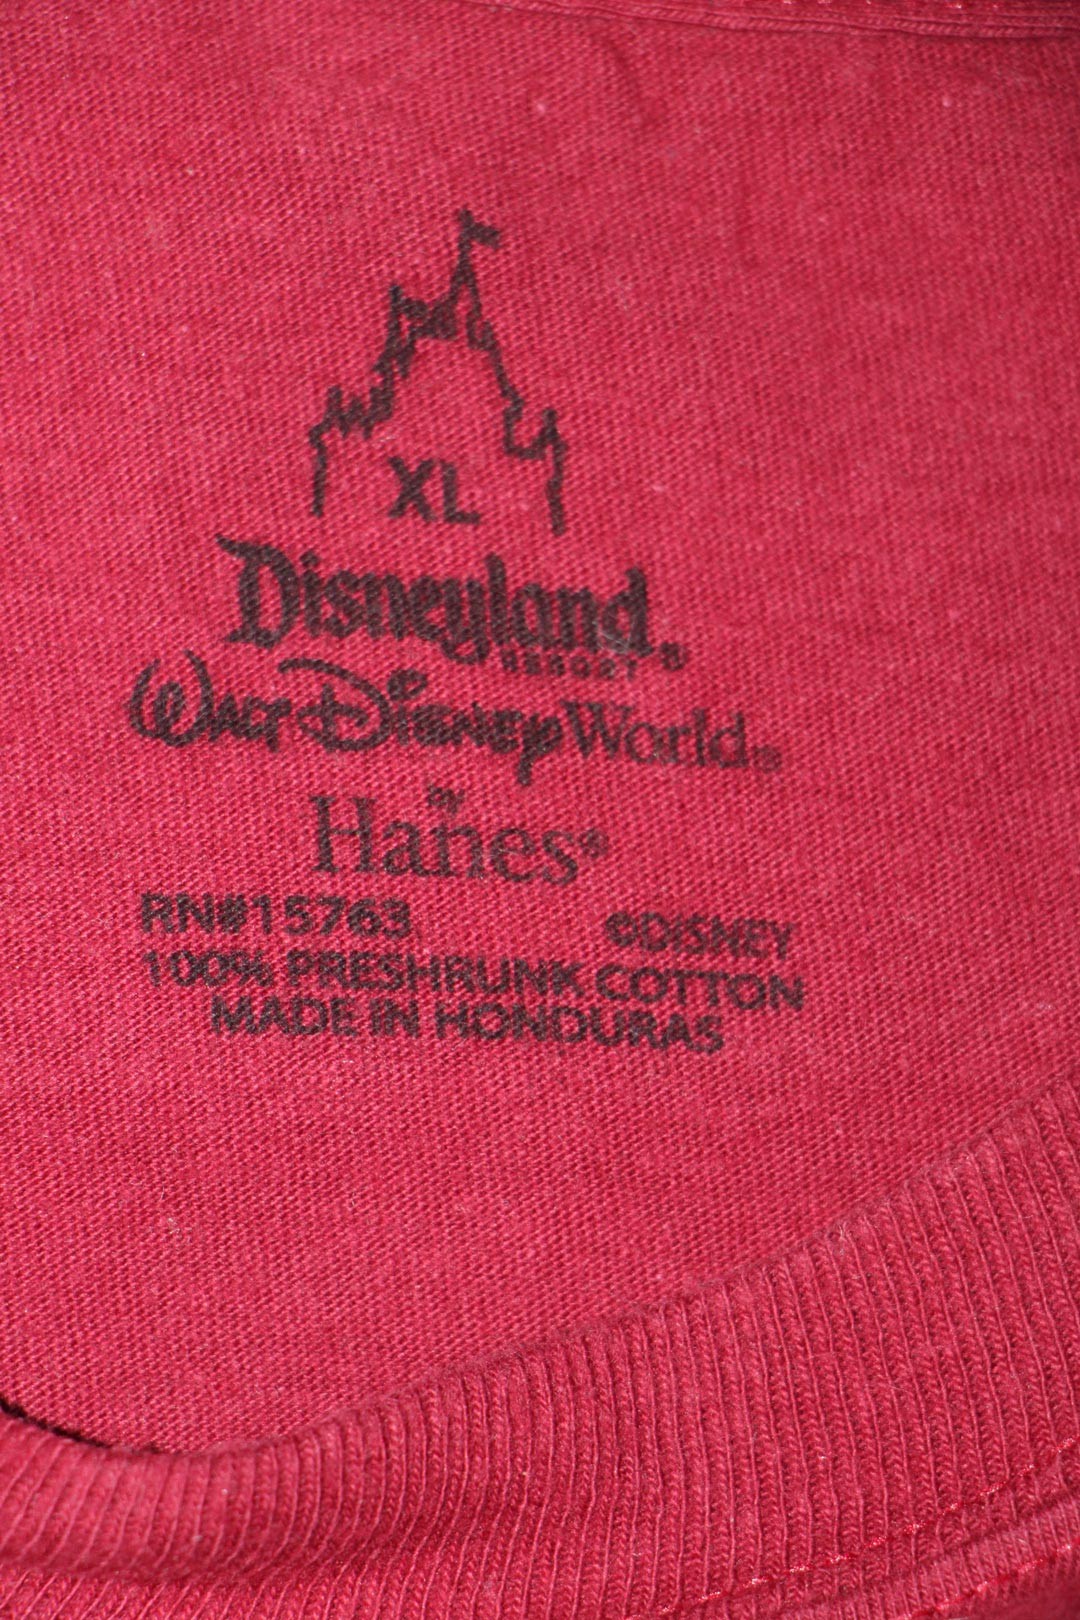 XL
Disneyland®
RESORT
Walt Disney World®
by
Hanes®
RN#15763 ©DISNEY
100% PRESHRUNK COTTON
MADE IN HONDURAS